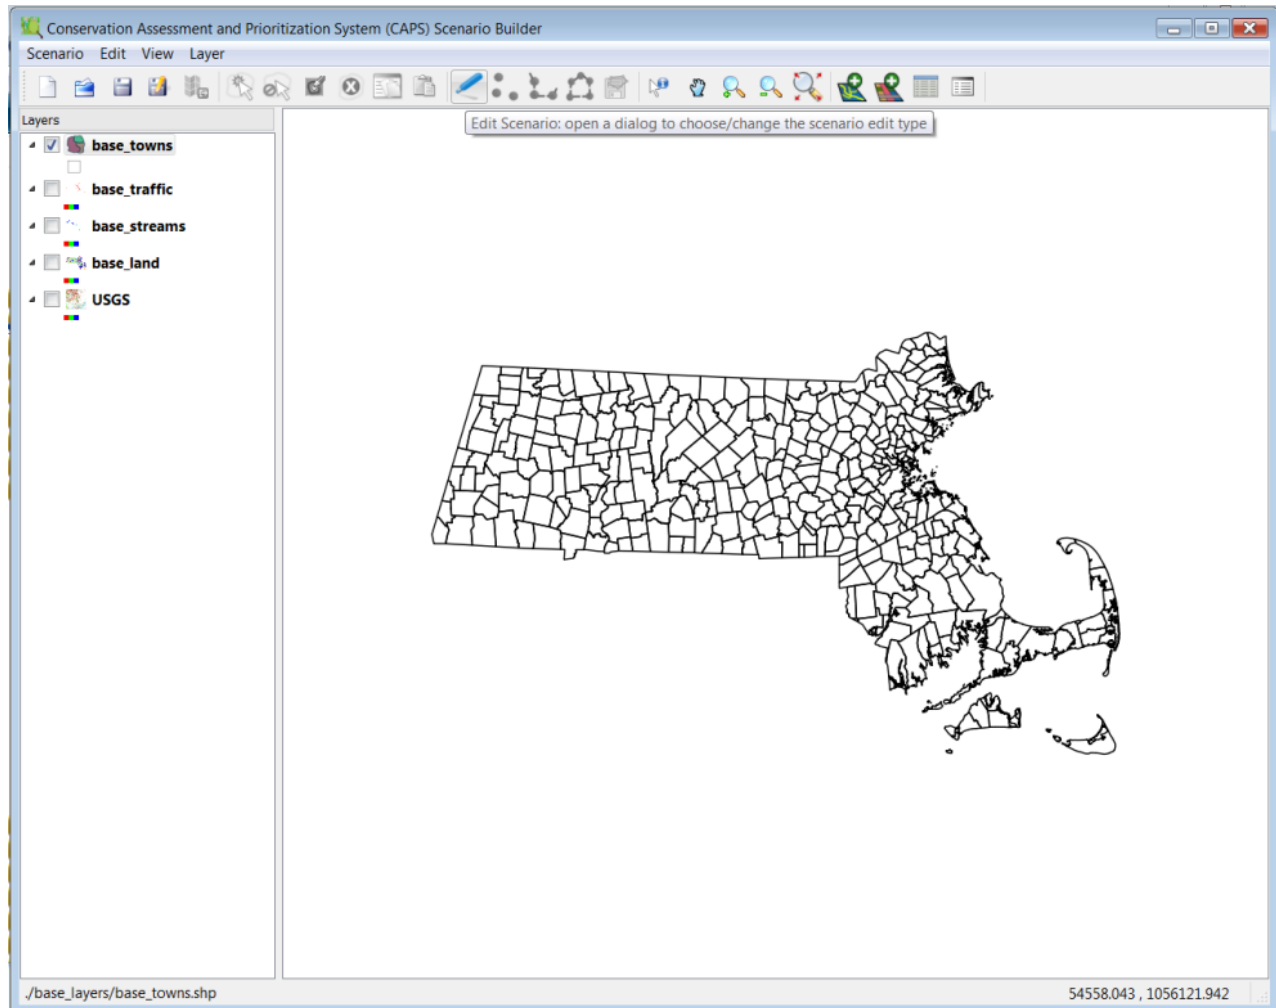 Conservation Assessment and Prioritization System (CAPS) Scenario Builder
Scenario Edit View Layer
Layers
Edit Scenario: open a dialog to choose/change the scenario edit type
base_towns
base_traffic
base_streams
base_land
USGS
./base_layers/base_towns.shp
54558.043 , 1056121.942